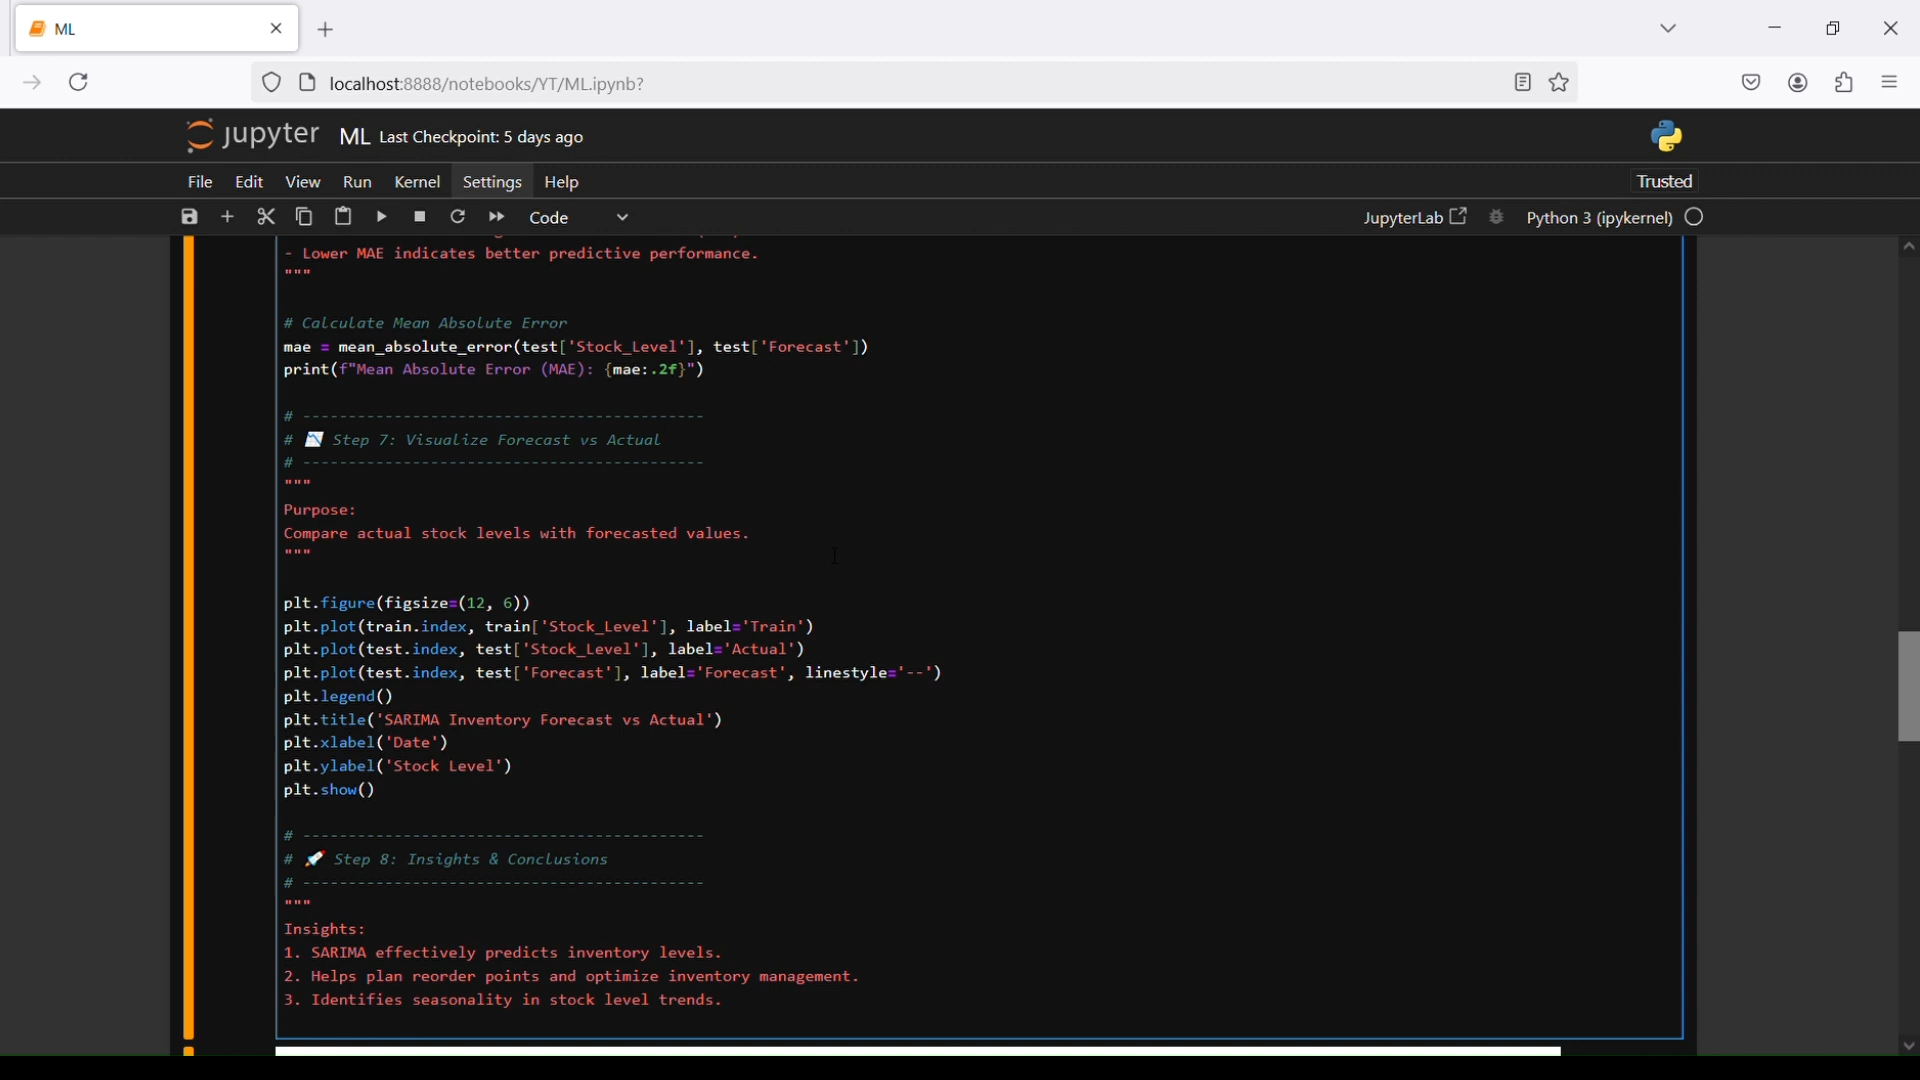 ML
localhost:8888/notebooks/YT/ML.ipynb?
jupyter ML Last Checkpoint: 5 days ago
File Edit View Run Kernel Settings Help Trusted
Code JupyterLab Python 3 (ipykernel)
- Lower MAE indicates better predictive performance.
"""
# Calculate Mean Absolute Error
mae = mean_absolute_error(test['Stock_Level'], test['Forecast'])
print(f"Mean Absolute Error (MAE): {mae:.2f}")
# --------------------------------------------
# 📉 Step 7: Visualize Forecast vs Actual
# --------------------------------------------
"""
Purpose:
Compare actual stock levels with forecasted values.
"""
plt.figure(figsize=(12, 6))
plt.plot(train.index, train['Stock_Level'], label='Train')
plt.plot(test.index, test['Stock_Level'], label='Actual')
plt.plot(test.index, test['Forecast'], label='Forecast', linestyle='--')
plt.legend()
plt.title('SARIMA Inventory Forecast vs Actual')
plt.xlabel('Date')
plt.ylabel('Stock Level')
plt.show()
# --------------------------------------------
# 🚀 Step 8: Insights & Conclusions
# --------------------------------------------
"""
Insights:
1. SARIMA effectively predicts inventory levels.
2. Helps plan reorder points and optimize inventory management.
3. Identifies seasonality in stock level trends.